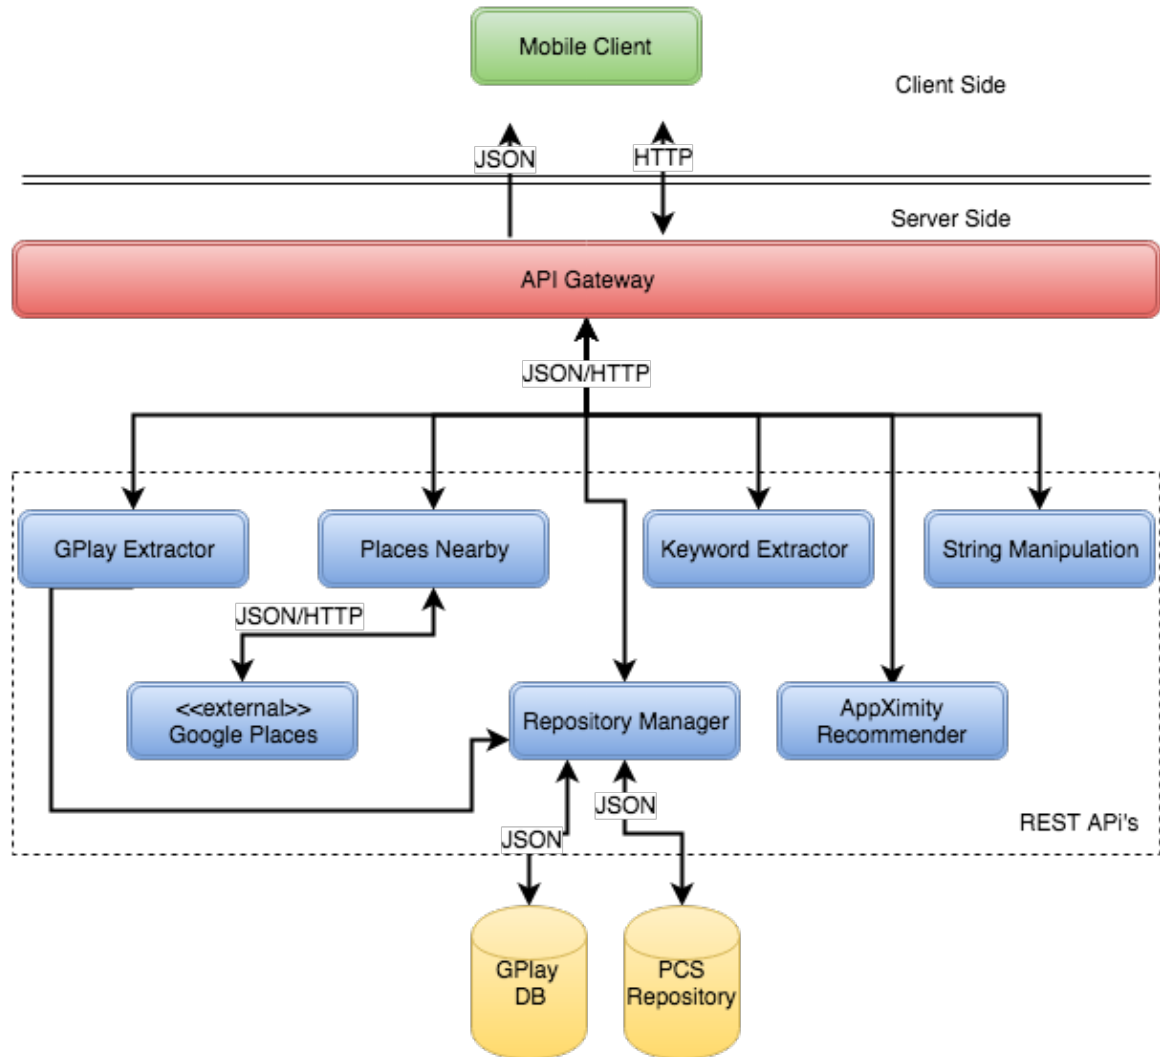 Mobile Client
Client Side
JSON
HTTP
Server Side
API Gateway
JSON/HTTP
GPlay Extractor
Places Nearby
Keyword Extractor
String Manipulation
JSON/HTTP
<<external>>
Google Places
Repository Manager
AppXimity
Recommender
JSON
JSON
REST APi's
GPlay
DB
PCS
Repository